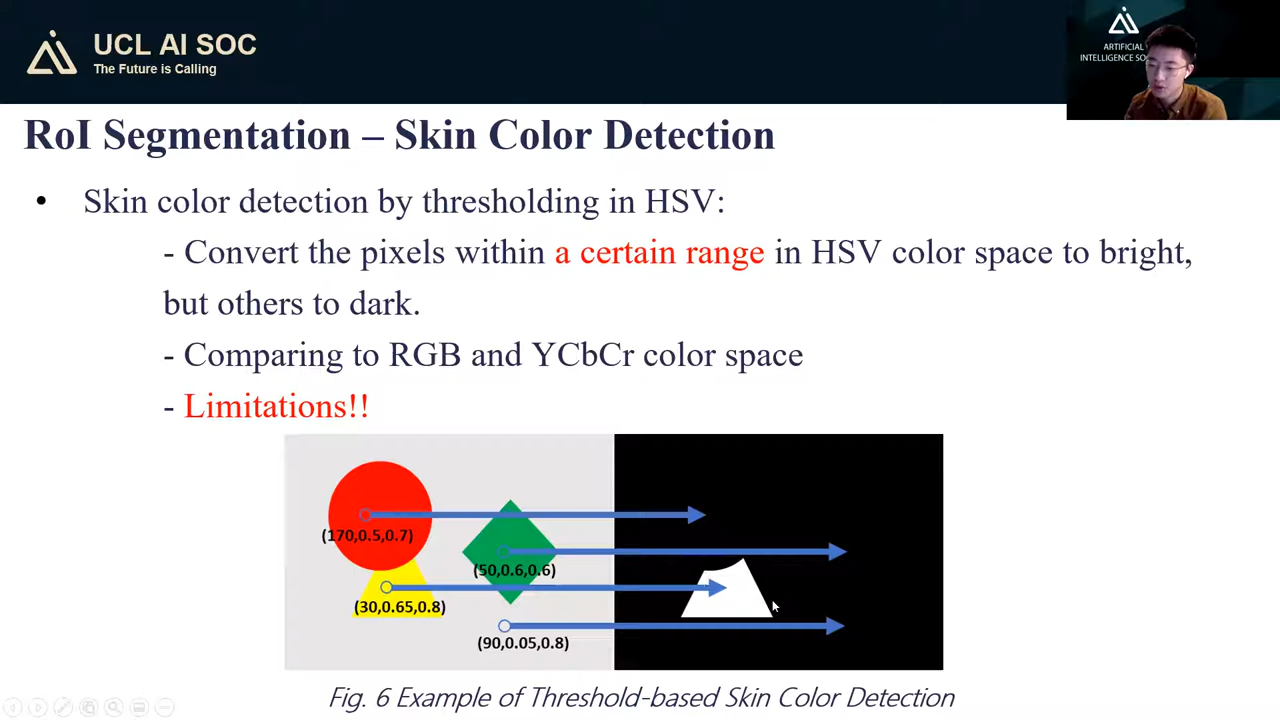 UCL AI SOC
The Future is Calling
ARTIFICIAL
INTELLIGENCE
RoI Segmentation – Skin Color Detection
• Skin color detection by thresholding in HSV:
- Convert the pixels within a certain range in HSV color space to bright,
but others to dark.
- Comparing to RGB and YCbCr color space
- Limitations!!
(170,0.5,0.7)
(50,0.6,0.6)
(30,0.65,0.8)
(90,0.05,0.8)
Fig. 6 Example of Threshold-based Skin Color Detection